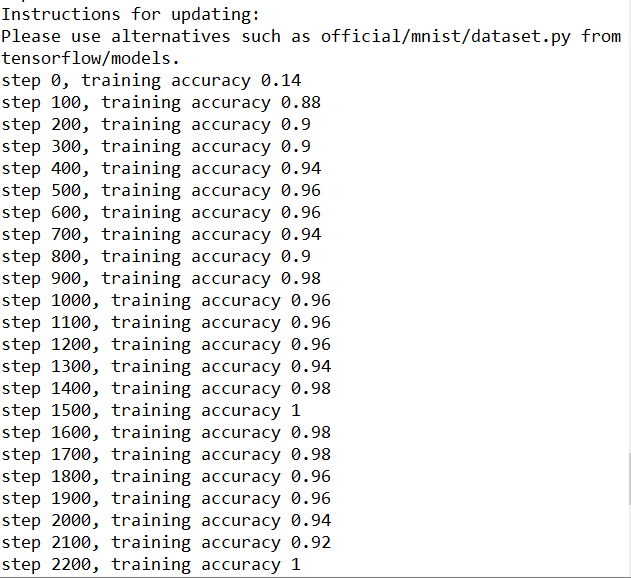 Instructions for updating:
Please use alternatives such as official/mnist/dataset.py from
tensorflow/models.
step 0, training accuracy 0.14
step 100, training accuracy 0.88
step 200, training accuracy 0.9
step 300, training accuracy 0.9
step 400, training accuracy 0.94
step 500, training accuracy 0.96
step 600, training accuracy 0.96
step 700, training accuracy 0.94
step 800, training accuracy 0.9
step 900, training accuracy 0.98
step 1000, training accuracy 0.96
step 1100, training accuracy 0.96
step 1200, training accuracy 0.96
step 1300, training accuracy 0.94
step 1400, training accuracy 0.98
step 1500, training accuracy 1
step 1600, training accuracy 0.98
step 1700, training accuracy 0.98
step 1800, training accuracy 0.96
step 1900, training accuracy 0.96
step 2000, training accuracy 0.94
step 2100, training accuracy 0.92
step 2200, training accuracy 1